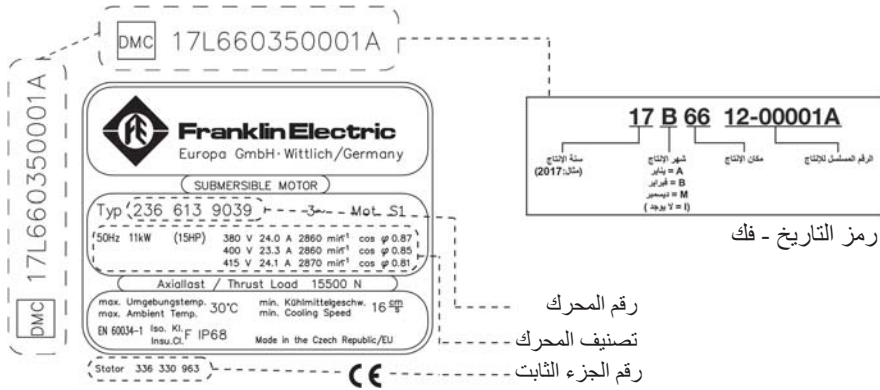 DMC 17L660350001A
DMC 17L660350001A
FE
Franklin Electric
Europa GmbH·Wittlich/Germany
SUBMERSIBLE MOTOR
Typ 236 613 9039 3~ Mot. S1
50Hz 11kW (15HP) 380 V 24.0 A 2860 min⁻¹ cos φ 0.87
400 V 23.3 A 2860 min⁻¹ cos φ 0.85
415 V 24.1 A 2870 min⁻¹ cos φ 0.81
Axiallast / Thrust Load 15500 N
max. Umgebungstemp. 30°C min. Kühlmittelgeschw. 16 cm/s
max. Ambient Temp. min. Cooling Speed
EN 60034-1 Iso. Kl. F IP68 Made in the Czech Republic/EU
Insu.Cl.
Stator 336 330 963
CE
17 B 66 12-00001A
سنة الإنتاج
(مثال:2017)
شهر الإنتاج
A = يناير
B = فبراير
M = ديسمبر
(I = لا يوجد )
مكان الإنتاج
الرقم المسلسل للإنتاج
رمز التاريخ - فك
رقم المحرك
تصنيف المحرك
رقم الجزء الثابت